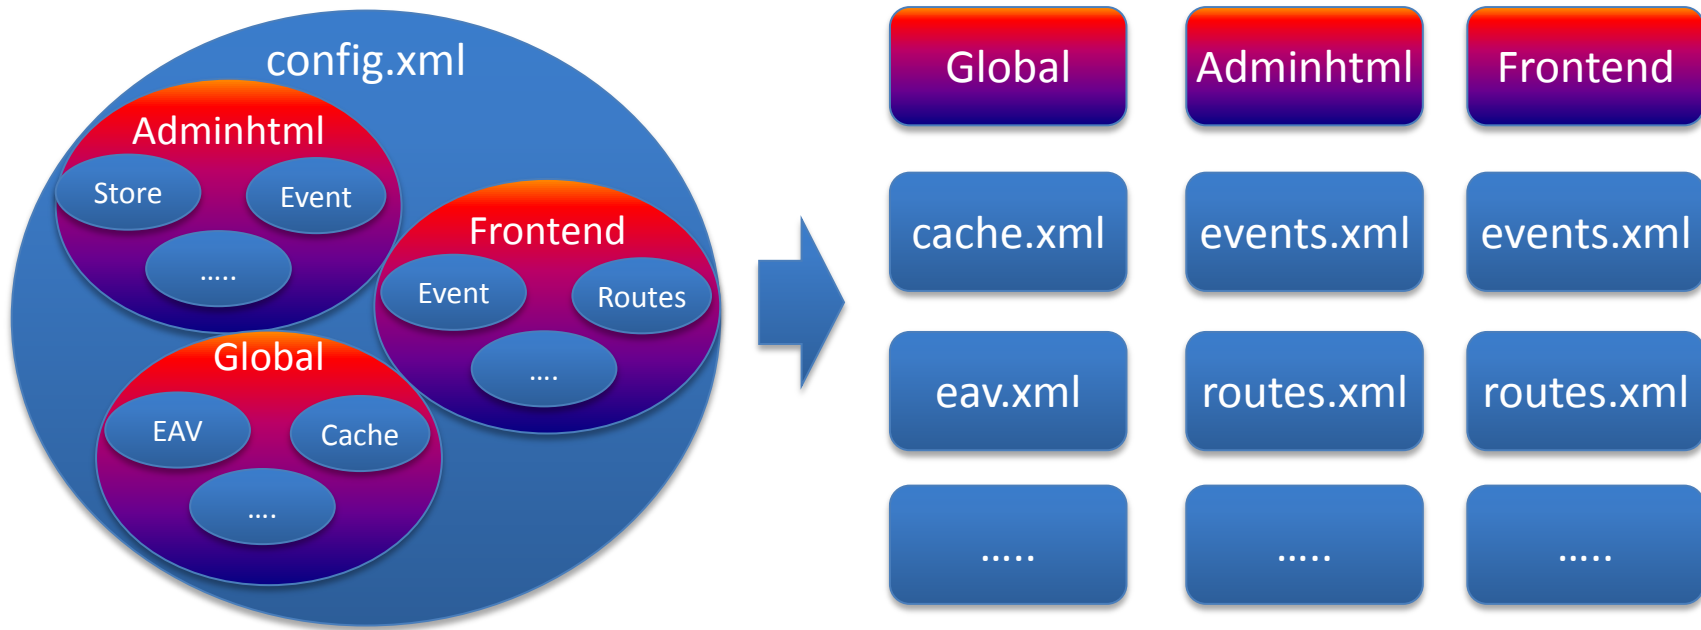 config.xml
Adminhtml
Store
Event
.....
Frontend
Event
Routes
....
Global
EAV
Cache
....
Global
Adminhtml
Frontend
cache.xml
events.xml
events.xml
eav.xml
routes.xml
routes.xml
.....
.....
.....